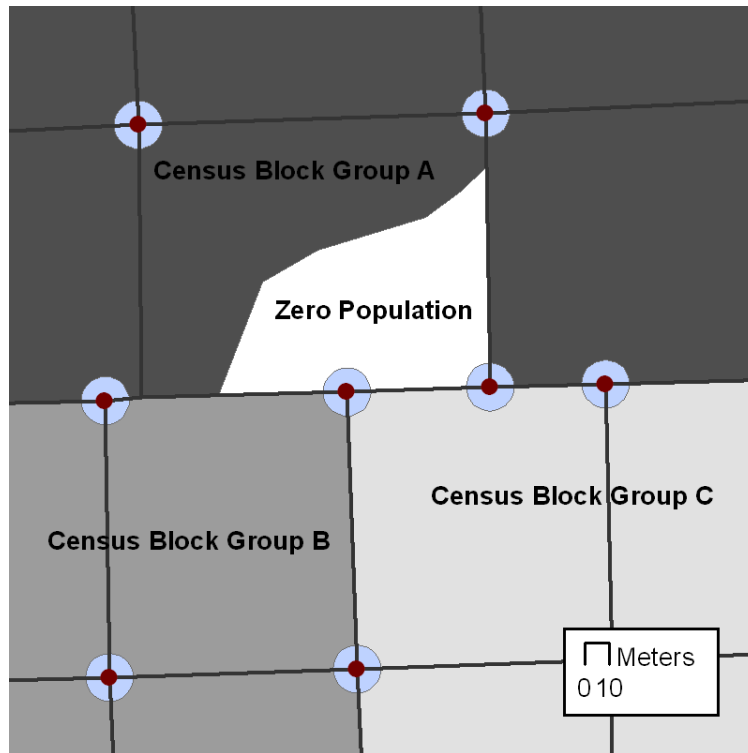 Census Block Group A
Zero Population
Census Block Group C
Census Block Group B
Meters
0 10